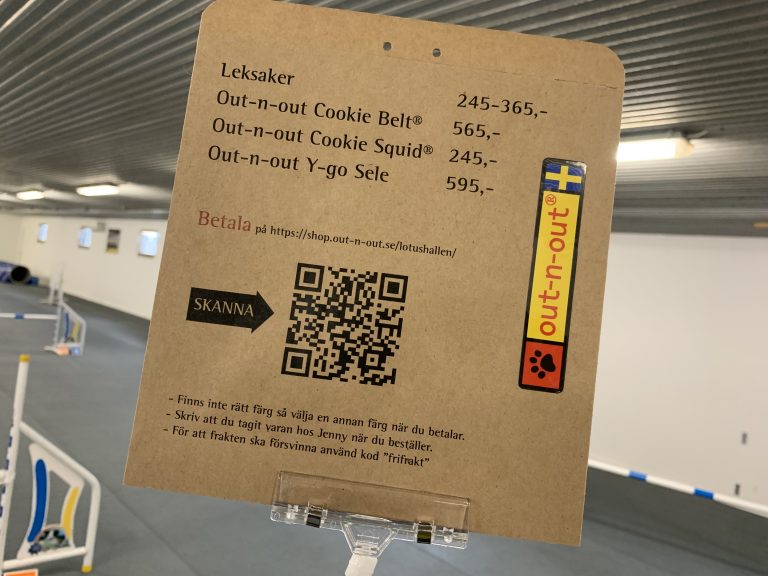 Leksaker 245-365,-
Out-n-out Cookie Belt® 565,-
Out-n-out Cookie Squid® 245,-
Out-n-out Y-go Sele 595,-
out-n-out®
Betala på https://shop.out-n-out.se/lotushallen/
SKANNA
- Finns inte rätt färg så välja en annan färg när du betalar.
- Skriv att du tagit varan hos Jenny när du beställer.
- För att frakten ska försvinna använd kod "frifrakt"